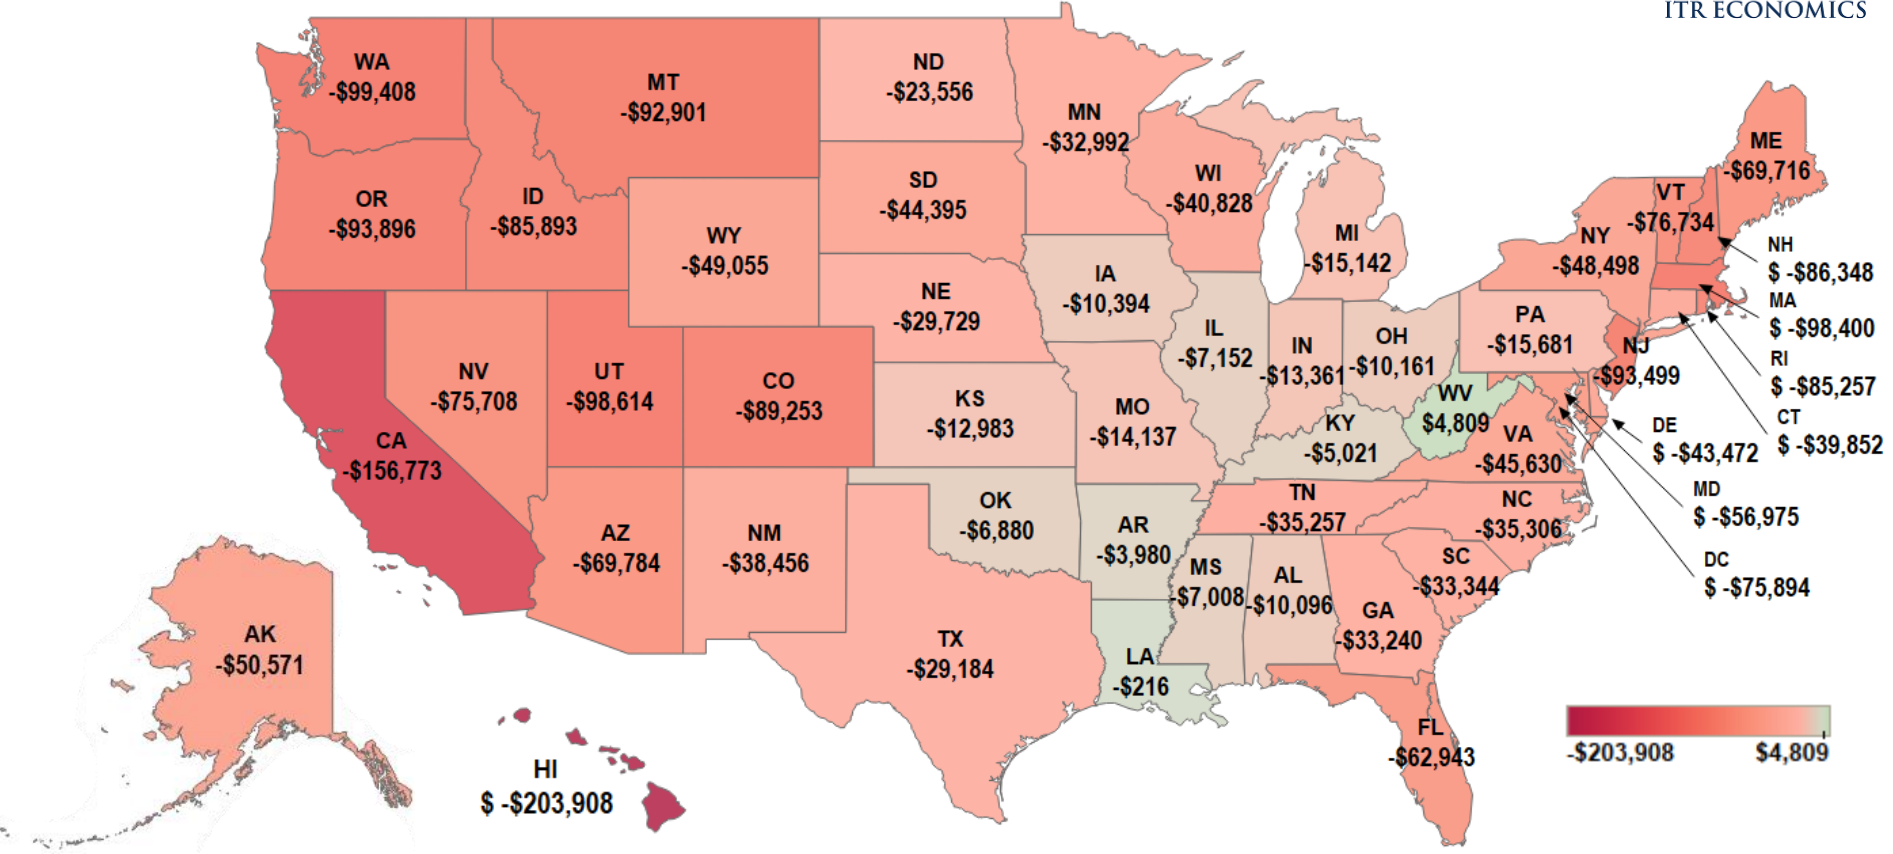 ITR ECONOMICS
WA
-$99,408
MT
-$92,901
ND
-$23,556
MN
-$32,992
OR
-$93,896
ID
-$85,893
WY
-$49,055
SD
-$44,395
WI
-$40,828
MI
-$15,142
NY
-$48,498
VT
-$76,734
ME
-$69,716
NH
$ -$86,348
MA
$ -$98,400
RI
$ -$85,257
CT
$ -$39,852
CA
-$156,773
NV
-$75,708
UT
-$98,614
CO
-$89,253
NE
-$29,729
IA
-$10,394
IL
-$7,152
IN
-$13,361
OH
-$10,161
PA
-$15,681
NJ
-$93,499
KS
-$12,983
MO
-$14,137
KY
-$5,021
WV
$4,809
VA
-$45,630
DE
$ -$43,472
MD
$ -$56,975
DC
$ -$75,894
AZ
-$69,784
NM
-$38,456
OK
-$6,880
AR
-$3,980
TN
-$35,257
NC
-$35,306
SC
-$33,344
MS
-$7,008
AL
-$10,096
GA
-$33,240
TX
-$29,184
LA
-$216
FL
-$62,943
AK
-$50,571
HI
$ -$203,908
-$203,908
$4,809